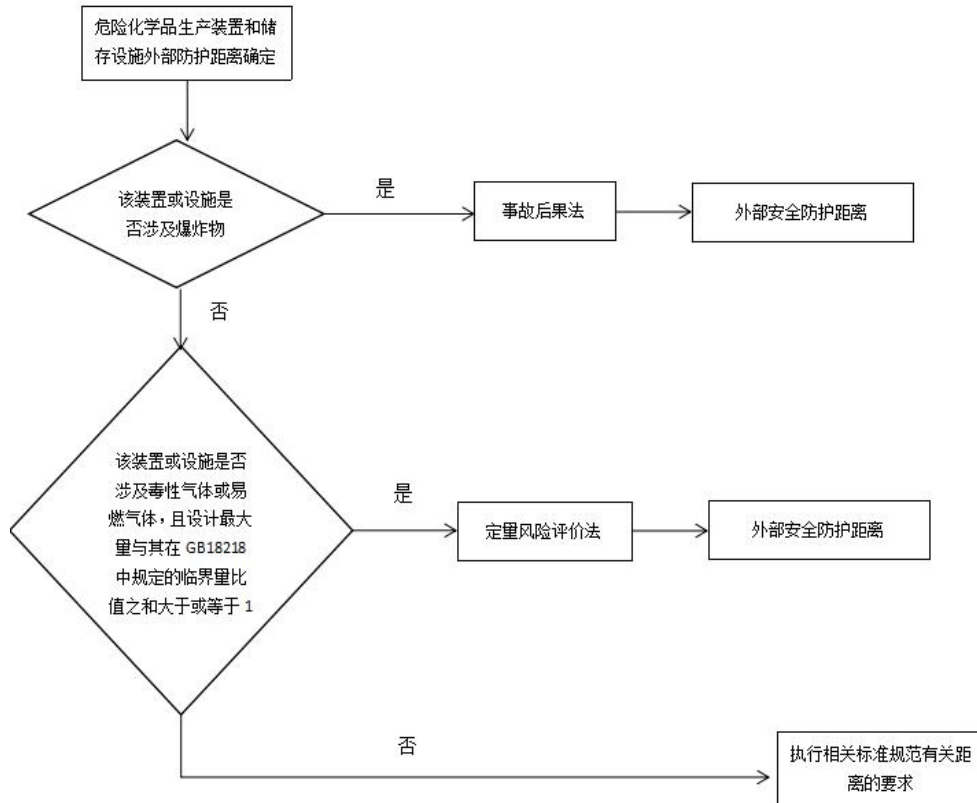 危险化学品生产装置和储
存设施外部防护距离确定
该装置或设施是
否涉及爆炸物
是
事故后果法
外部安全防护距离
否
该装置或设施是否
涉及毒性气体或易
燃气体，且设计最大
量与其在 GB18218
中规定的临界量比
值之和大于或等于 1
是
定量风险评价法
外部安全防护距离
否
执行相关标准规范有关距
离的要求